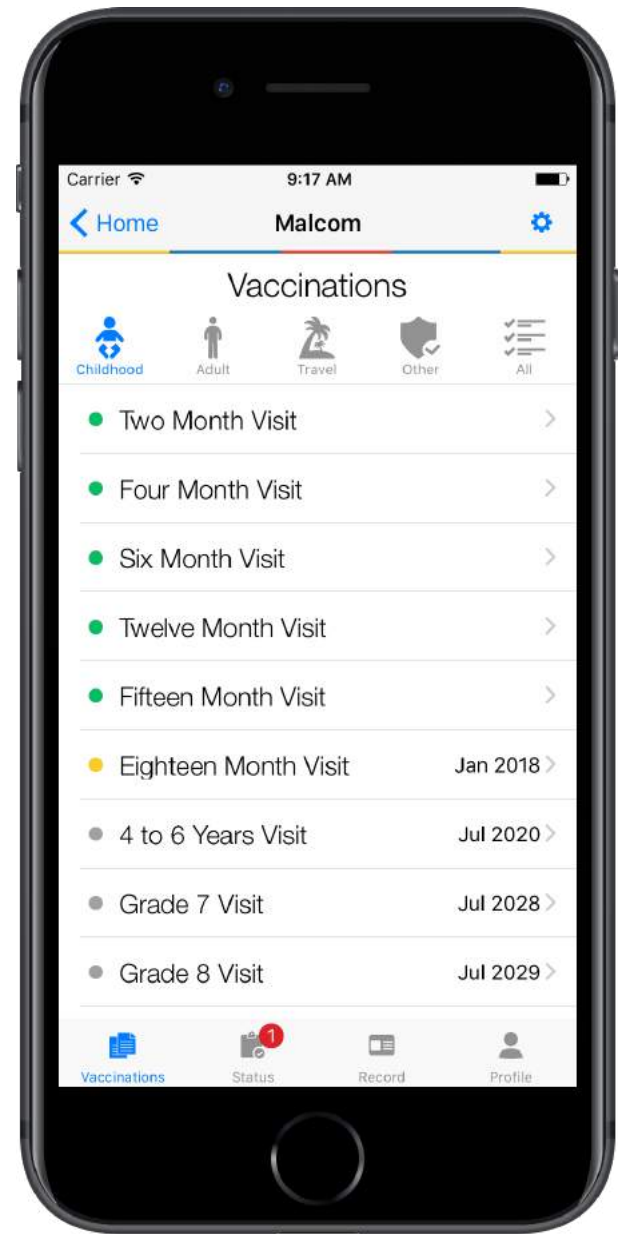 Carrier 9:17 AM
Home Malcom
Vaccinations
Childhood Adult Travel Other All
Two Month Visit
Four Month Visit
Six Month Visit
Twelve Month Visit
Fifteen Month Visit
Eighteen Month Visit Jan 2018
4 to 6 Years Visit Jul 2020
Grade 7 Visit Jul 2028
Grade 8 Visit Jul 2029
1
Vaccinations Status Record Profile